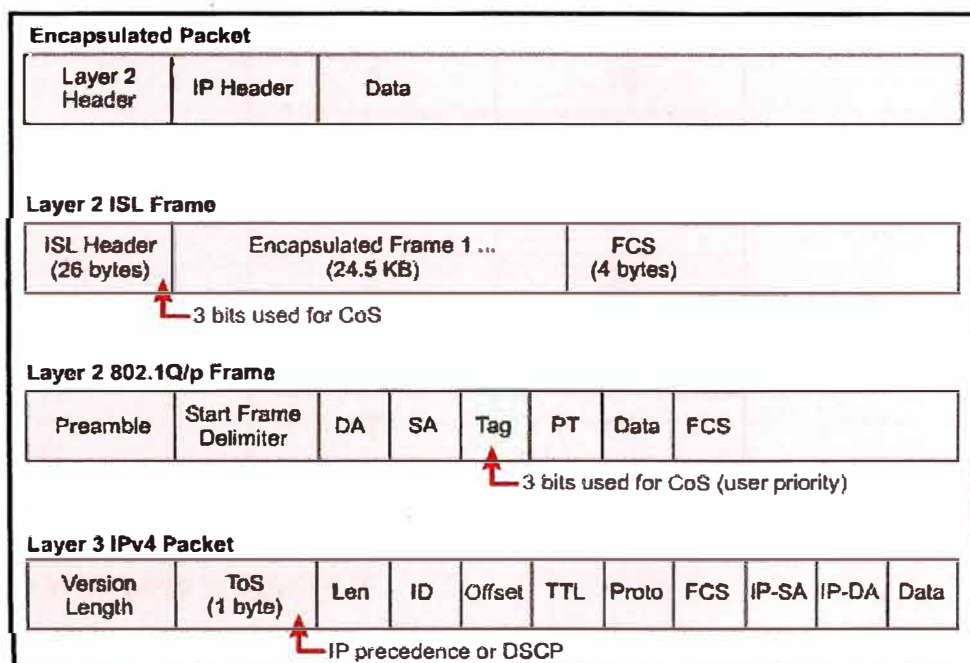 Encapsulated Packet
Layer 2 Header
IP Header
Data
Layer 2 ISL Frame
ISL Header (26 bytes)
Encapsulated Frame 1 ... (24.5 KB)
FCS (4 bytes)
3 bits used for CoS
Layer 2 802.1Q/p Frame
Preamble
Start Frame Delimiter
DA
SA
Tag
PT
Data
FCS
3 bits used for CoS (user priority)
Layer 3 IPv4 Packet
Version Length
ToS (1 byte)
Len
ID
Offset
TTL
Proto
FCS
IP-SA
IP-DA
Data
IP precedence or DSCP